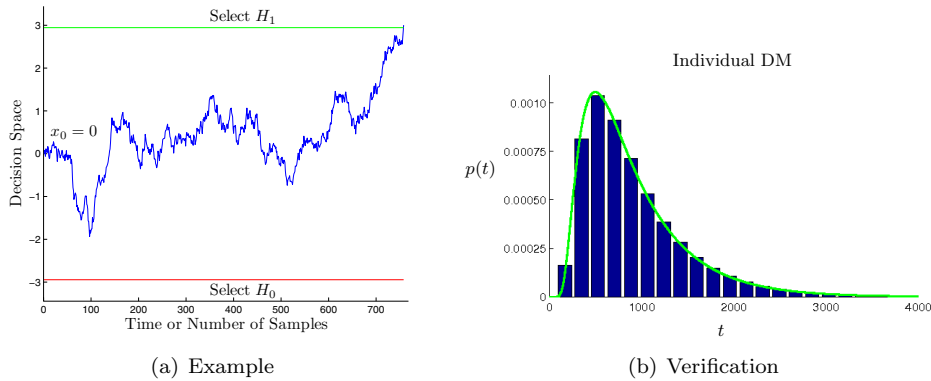 Select H₁
3
2
1
0
−1
−2
−3
Decision Space
x₀ = 0
Select H₀
0 100 200 300 400 500 600 700
Time or Number of Samples
(a) Example
Individual DM
0.0010
0.00075
0.00050
0.00025
0
p(t)
0 1000 2000 3000 4000
t
(b) Verification